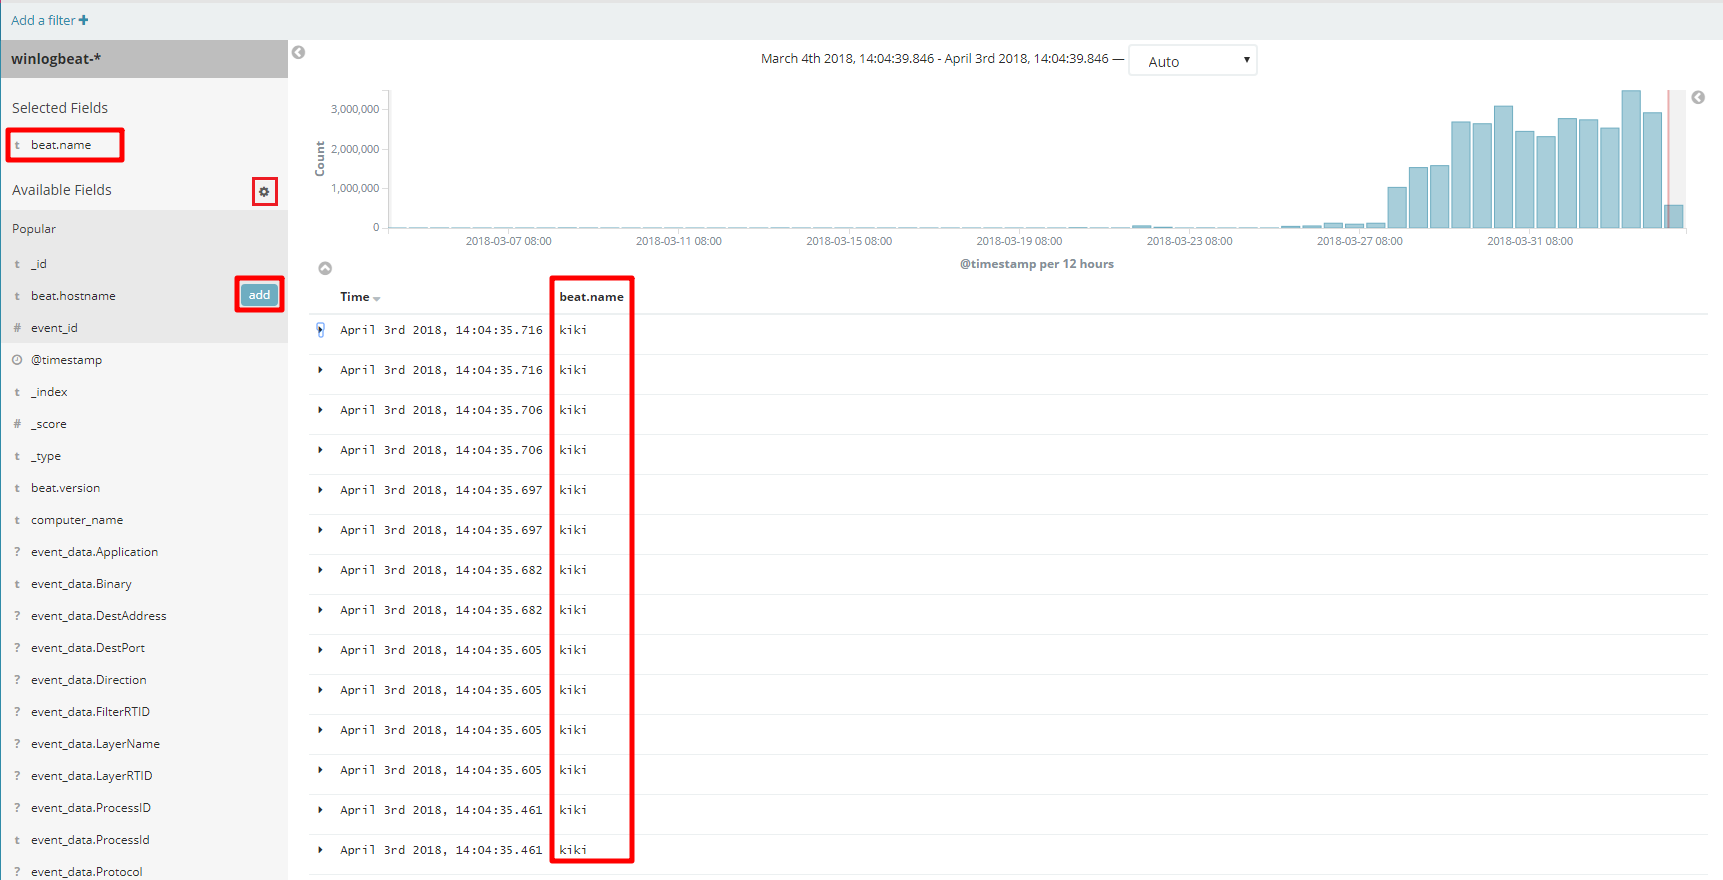 Add a filter +
winlogbeat-*
March 4th 2018, 14:04:39.846 - April 3rd 2018, 14:04:39.846 — Auto
Selected Fields
t beat.name
Available Fields
Popular
t _id
t beat.hostname add
# event_id
@timestamp
t _index
# _score
t _type
t beat.version
t computer_name
? event_data.Application
t event_data.Binary
? event_data.DestAddress
? event_data.DestPort
? event_data.Direction
? event_data.FilterRTID
? event_data.LayerName
? event_data.LayerRTID
? event_data.ProcessID
t event_data.ProcessId
? event_data.Protocol
Count
3,000,000
2,000,000
1,000,000
0
2018-03-07 08:00 2018-03-11 08:00 2018-03-15 08:00 2018-03-19 08:00 2018-03-23 08:00 2018-03-27 08:00 2018-03-31 08:00
@timestamp per 12 hours
Time beat.name
April 3rd 2018, 14:04:35.716 kiki
April 3rd 2018, 14:04:35.716 kiki
April 3rd 2018, 14:04:35.706 kiki
April 3rd 2018, 14:04:35.706 kiki
April 3rd 2018, 14:04:35.697 kiki
April 3rd 2018, 14:04:35.697 kiki
April 3rd 2018, 14:04:35.682 kiki
April 3rd 2018, 14:04:35.682 kiki
April 3rd 2018, 14:04:35.605 kiki
April 3rd 2018, 14:04:35.605 kiki
April 3rd 2018, 14:04:35.605 kiki
April 3rd 2018, 14:04:35.605 kiki
April 3rd 2018, 14:04:35.461 kiki
April 3rd 2018, 14:04:35.461 kiki